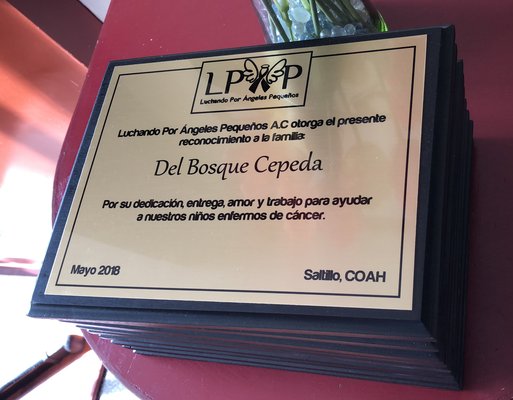 LP P
Luchando Por Ángeles Pequeños
Luchando Por Ángeles Pequeños A.C otorga el presente
reconocimiento a la familia:
Del Bosque Cepeda
Por su dedicación, entrega, amor y trabajo para ayudar
a nuestros niños enfermos de cáncer.
Mayo 2018
Saltillo, COAH